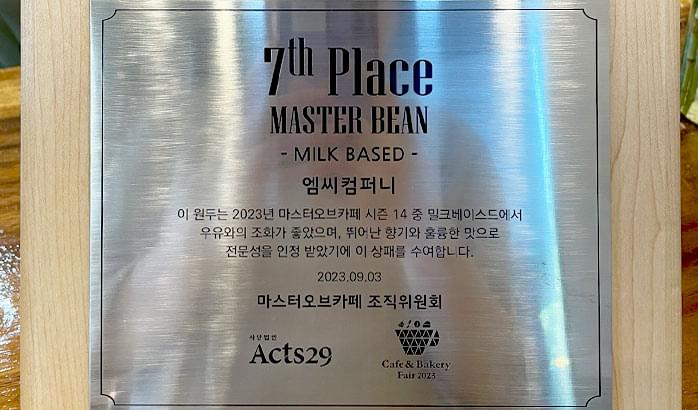 7th Place
MASTER BEAN
- MILK BASED -
엠씨컴퍼니
이 원두는 2023년 마스터오브카페 시즌 14 중 밀크베이스드에서
우유와의 조화가 좋았으며, 뛰어난 향기와 훌륭한 맛으로
전문성을 인정 받았기에 이 상패를 수여합니다.
2023.09.03
마스터오브카페 조직위원회
사단법인
Acts29
Cafe & Bakery
Fair 2023